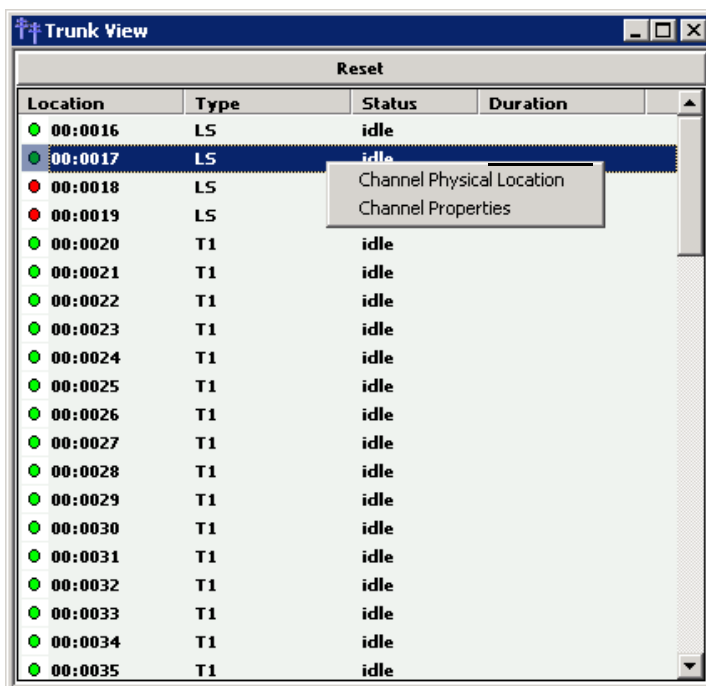 Trunk View
Reset
Location Type Status Duration
00:0016 LS idle
00:0017 LS idle
Channel Physical Location
Channel Properties
00:0018 LS
00:0019 LS
00:0020 T1 idle
00:0021 T1 idle
00:0022 T1 idle
00:0023 T1 idle
00:0024 T1 idle
00:0025 T1 idle
00:0026 T1 idle
00:0027 T1 idle
00:0028 T1 idle
00:0029 T1 idle
00:0030 T1 idle
00:0031 T1 idle
00:0032 T1 idle
00:0033 T1 idle
00:0034 T1 idle
00:0035 T1 idle